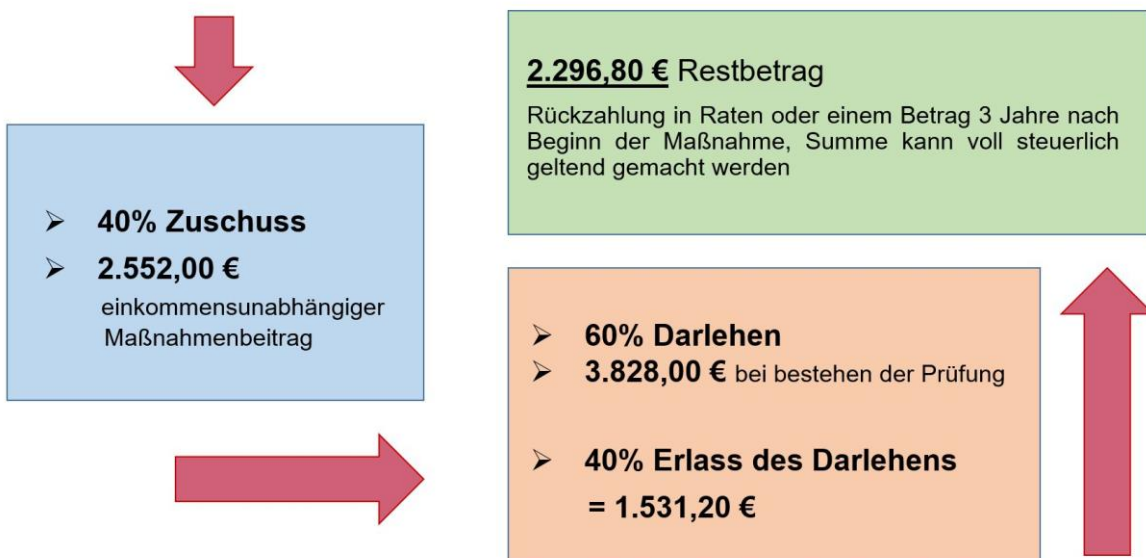 40% Zuschuss
2.552,00 €
einkommensunabhängiger
Maßnahmenbeitrag
60% Darlehen
3.828,00 € bei bestehen der Prüfung
40% Erlass des Darlehens
= 1.531,20 €
2.296,80 € Restbetrag
Rückzahlung in Raten oder einem Betrag 3 Jahre nach
Beginn der Maßnahme, Summe kann voll steuerlich
geltend gemacht werden